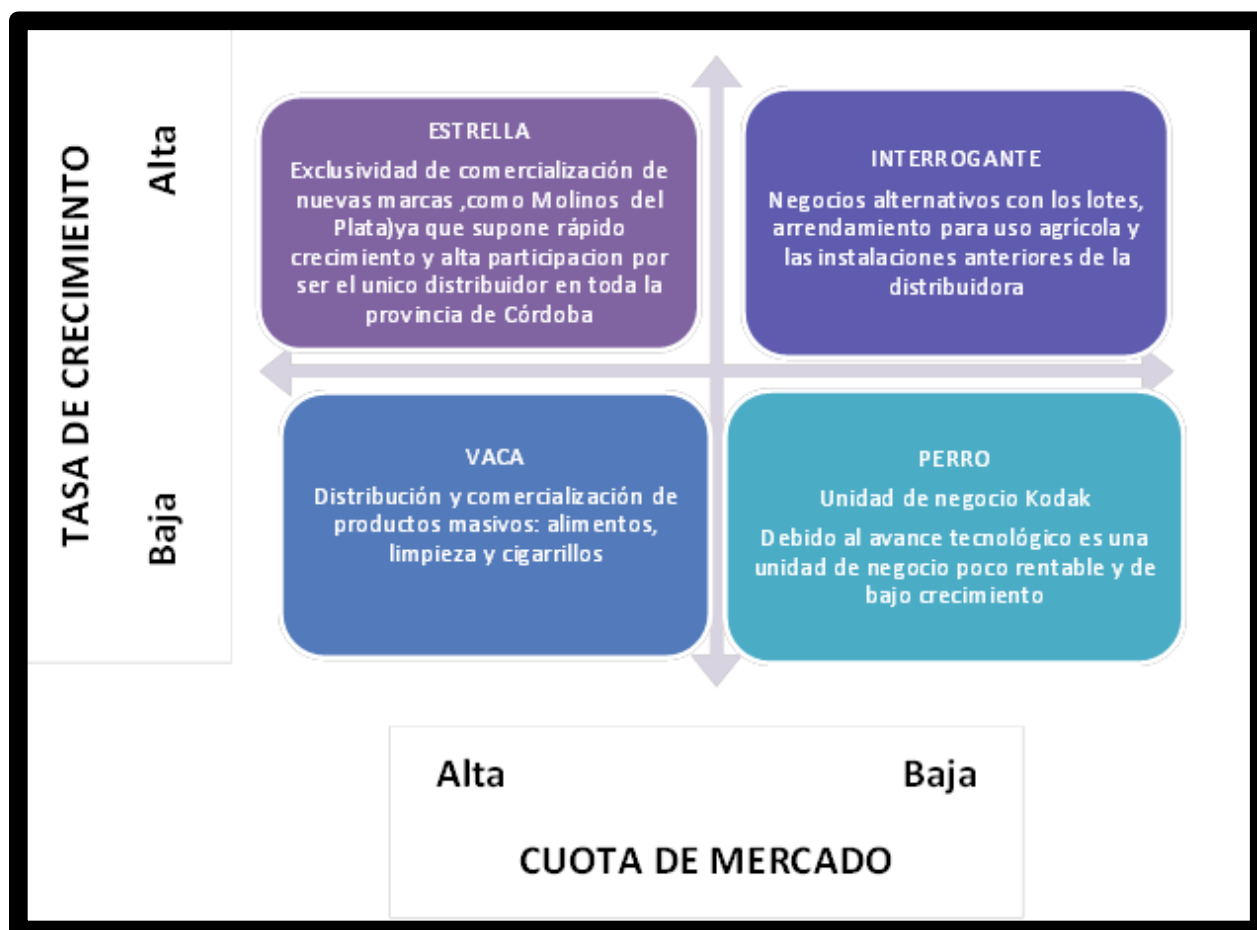 TASA DE CRECIMIENTO
Alta
Baja
ESTRELLA
Exclusividad de comercialización de
nuevas marcas ,como Molinos del
Plata)ya que supone rápido
crecimiento y alta participacion por
ser el unico distribuidor en toda la
provincia de Córdoba
INTERROGANTE
Negocios alternativos con los lotes,
arrendamiento para uso agrícola y
las instalaciones anteriores de la
distribuidora
VACA
Distribución y comercialización de
productos masivos: alimentos,
limpieza y cigarrillos
PERRO
Unidad de negocio Kodak
Debido al avance tecnológico es una
unidad de negocio poco rentable y de
bajo crecimiento
Alta
Baja
CUOTA DE MERCADO